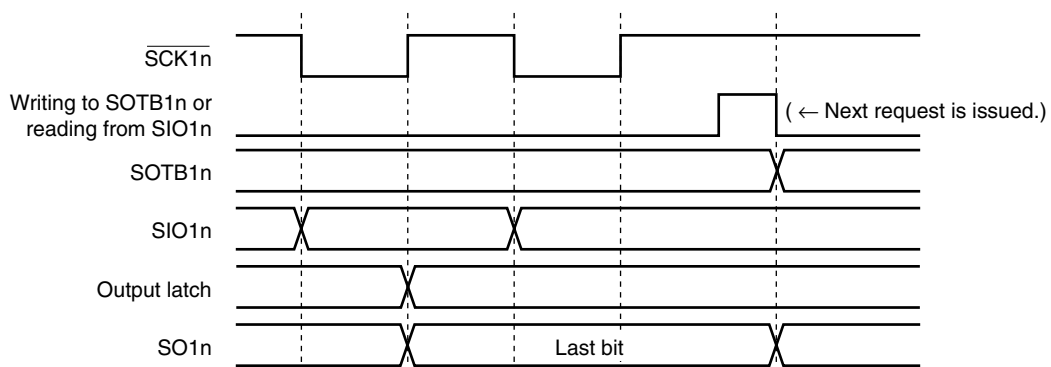 SCK1n
Writing to SOTB1n or
reading from SIO1n
( ← Next request is issued.)
SOTB1n
SIO1n
Output latch
SO1n
Last bit